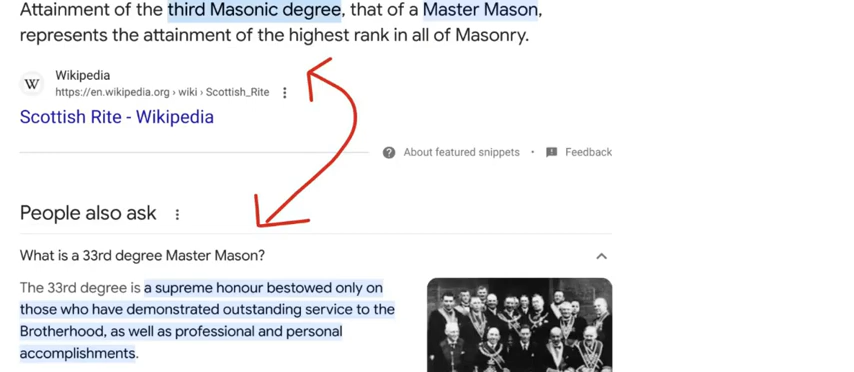 Attainment of the third Masonic degree, that of a Master Mason,
represents the attainment of the highest rank in all of Masonry.
W
Wikipedia
https://en.wikipedia.org › wiki › Scottish_Rite
Scottish Rite - Wikipedia
About featured snippets • Feedback
People also ask
What is a 33rd degree Master Mason?
The 33rd degree is a supreme honour bestowed only on
those who have demonstrated outstanding service to the
Brotherhood, as well as professional and personal
accomplishments.